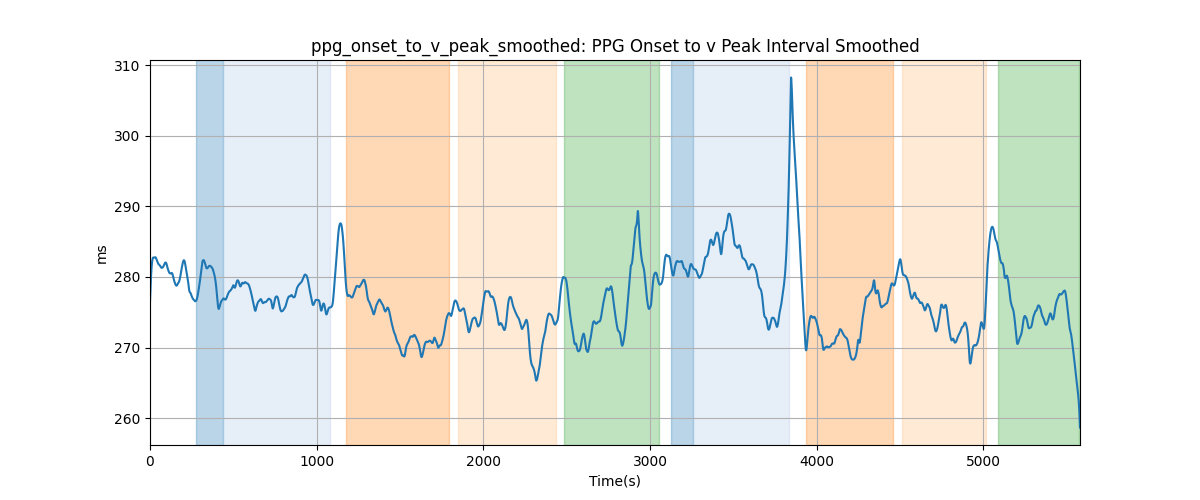 ppg_onset_to_v_peak_smoothed: PPG Onset to v Peak Interval Smoothed
310
300
290
280
270
260
ms
0 1000 2000 3000 4000 5000
Time(s)